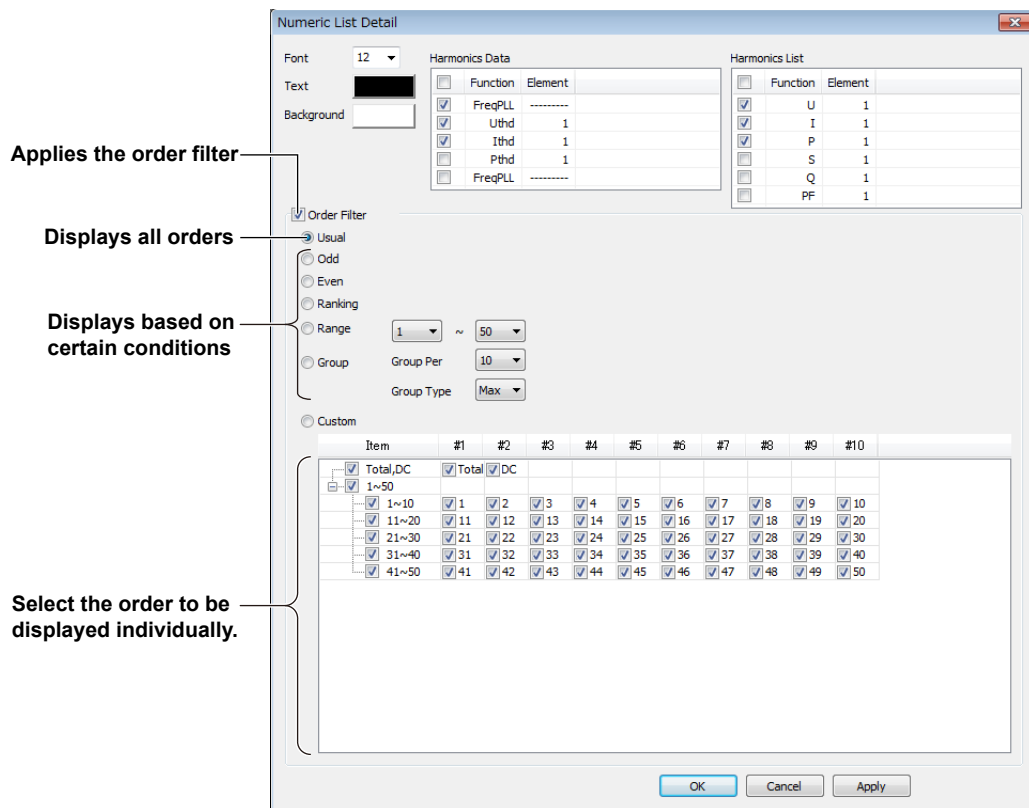 Numeric List Detail
Font 12
Text
Background
Harmonics Data
Function Element
FreqPLL ---------
Uthd 1
Ithd 1
Pthd 1
FreqPLL ---------
Harmonics List
Function Element
U 1
I 1
P 1
S 1
Q 1
PF 1
Applies the order filter
Order Filter
Displays all orders
Usual
Odd
Even
Ranking
Displays based on
certain conditions
Range 1 ~ 50
Group Group Per 10
Group Type Max
Custom
Item #1 #2 #3 #4 #5 #6 #7 #8 #9 #10
Total,DC Total DC
1~50
1~10 1 2 3 4 5 6 7 8 9 10
11~20 11 12 13 14 15 16 17 18 19 20
21~30 21 22 23 24 25 26 27 28 29 30
31~40 31 32 33 34 35 36 37 38 39 40
41~50 41 42 43 44 45 46 47 48 49 50
Select the order to be
displayed individually.
OK Cancel Apply